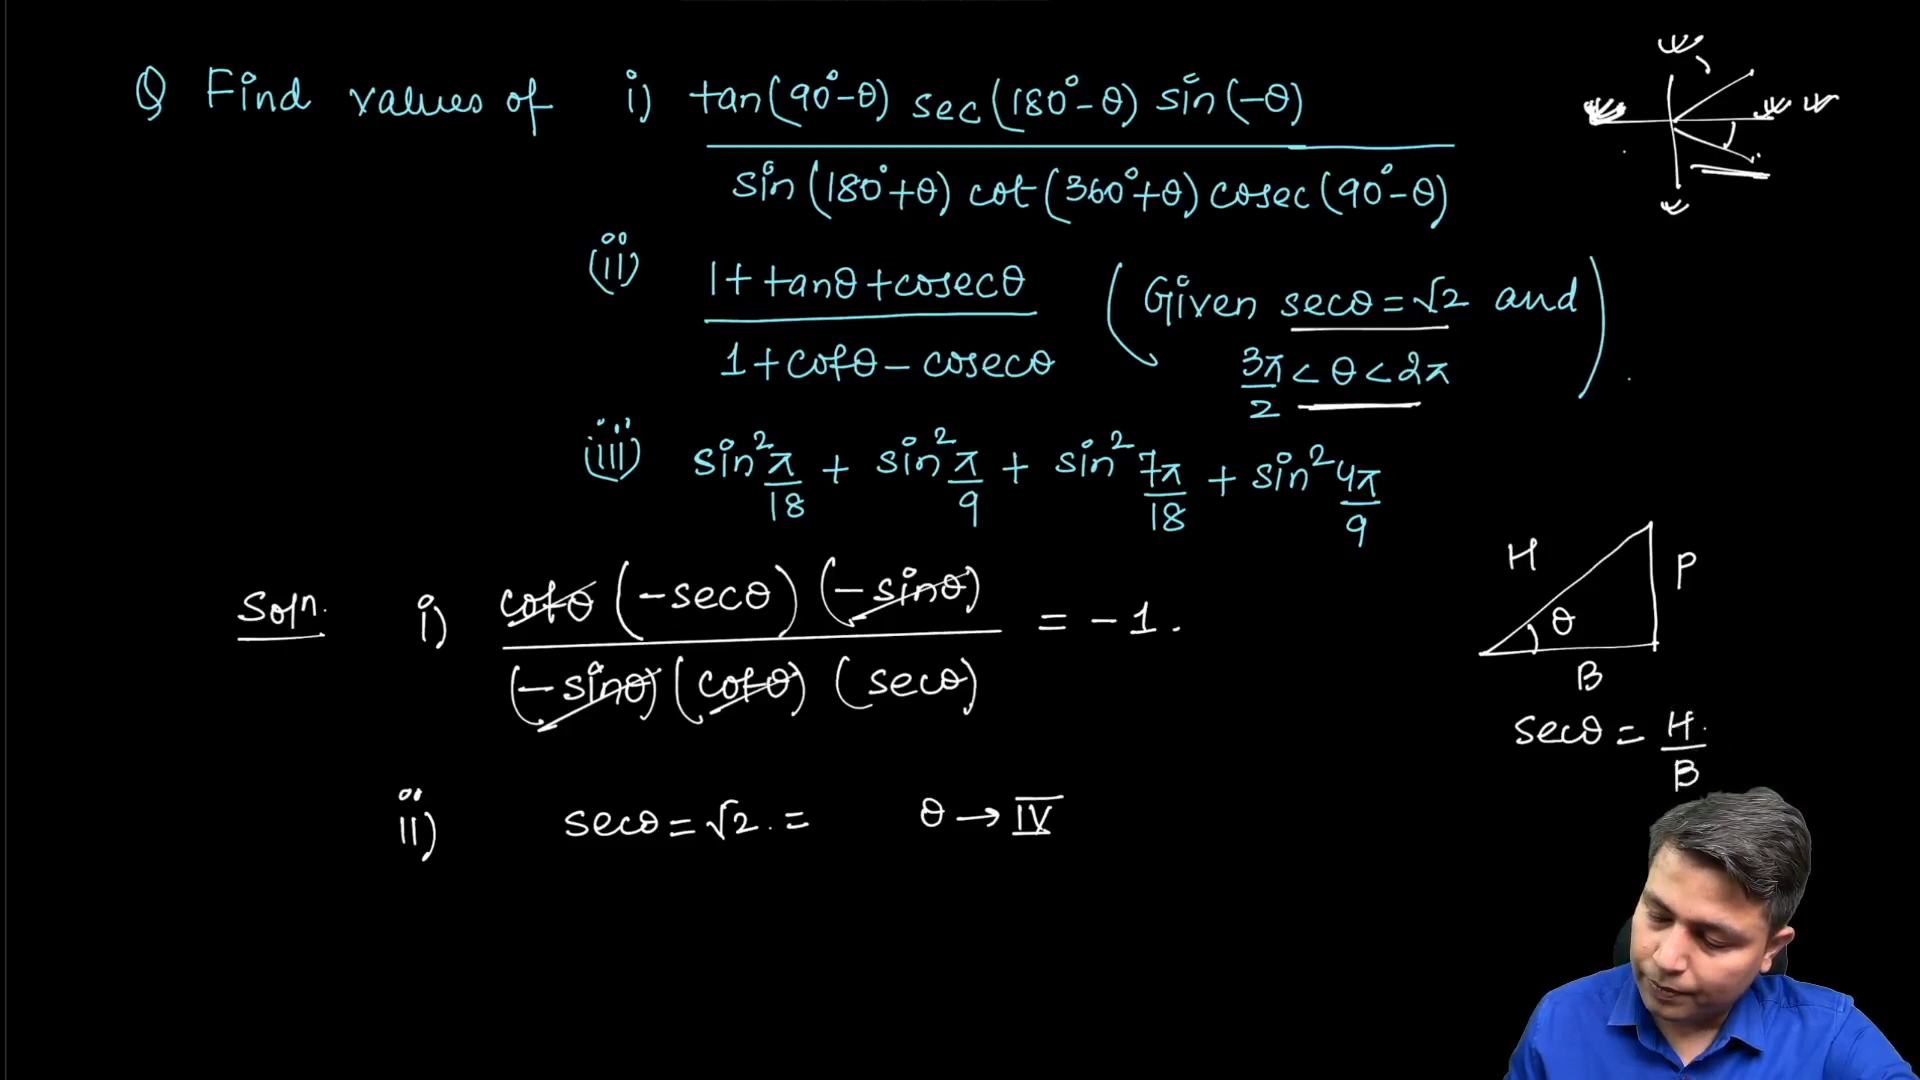 Q Find values of i) tan(90°-θ) sec(180°-θ) sin(-θ)
sin(180°+θ) cot(360°+θ) cosec(90°-θ)
(ii) 1+tanθ+cosecθ
1+cotθ-cosecθ
(Given secθ=√2 and
3π/2<θ<2π)
(iii) sin²π/18 + sin²π/9 + sin²7π/18 + sin²4π/9
Soln. i) cotθ (-secθ) (-sinθ)
(-sinθ) (cotθ) (secθ)
= -1.
H
P
θ
B
secθ = H/B
ii) secθ=√2.= θ→IV